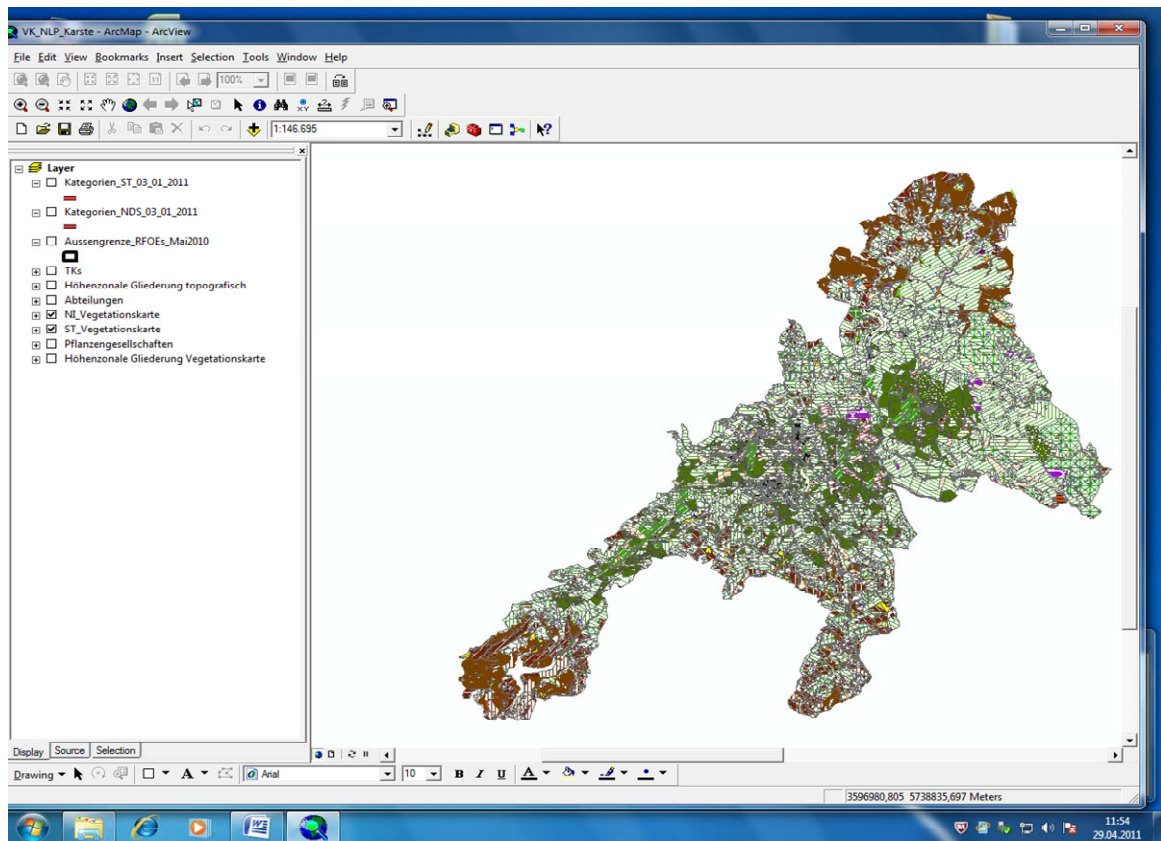 VK_NLP_Karste - ArcMap - ArcView
File Edit View Bookmarks Insert Selection Tools Window Help
100%
1:146.695
Layer
Kategorien_ST_03_01_2011
Kategorien_NDS_03_01_2011
Aussengrenze_RFOEs_Mai2010
TKs
Höhenzonale Gliederung topografisch
Abteilungen
NI_Vegetationskarte
ST_Vegetationskarte
Pflanzengesellschaften
Höhenzonale Gliederung Vegetationskarte
Display Source Selection
Drawing A Arial 10 B I U A
3596980,805 5738835,697 Meters
11:54
29.04.2011